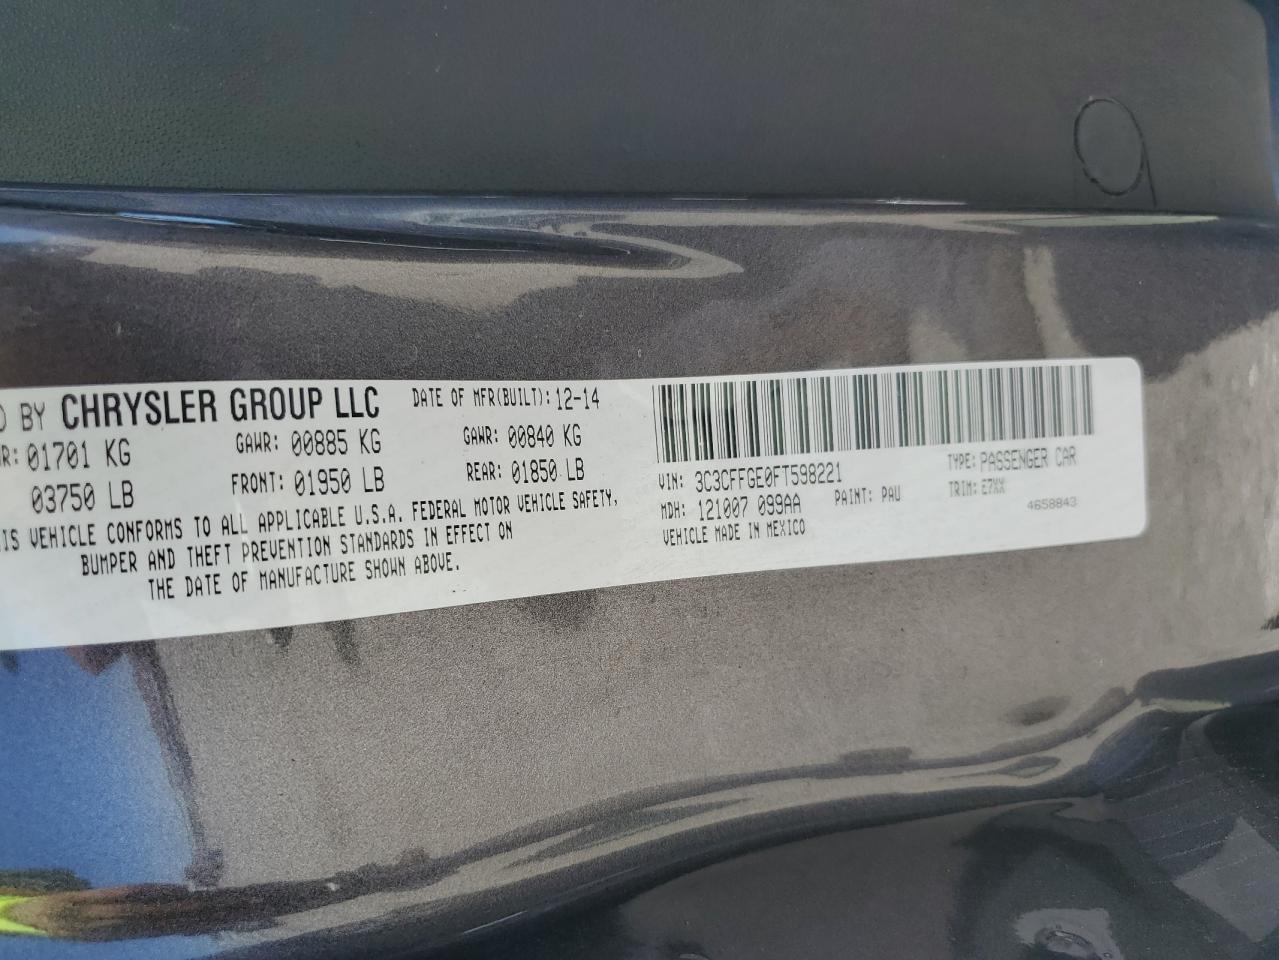 D BY CHRYSLER GROUP LLC DATE OF MFR(BUILT): 12-14
R: 01701 KG GAWR: 00885 KG GAWR: 00840 KG
03750 LB FRONT: 01950 LB REAR: 01850 LB
IS VEHICLE CONFORMS TO ALL APPLICABLE U.S.A. FEDERAL MOTOR VEHICLE SAFETY,
BUMPER AND THEFT PREVENTION STANDARDS IN EFFECT ON
THE DATE OF MANUFACTURE SHOWN ABOVE.
VIN: 3C3CFFGE0FT598221 TYPE: PASSENGER CAR
MDH: 121007 099AA PAINT: PAU TRIM: E7XX
VEHICLE MADE IN MEXICO 4658843